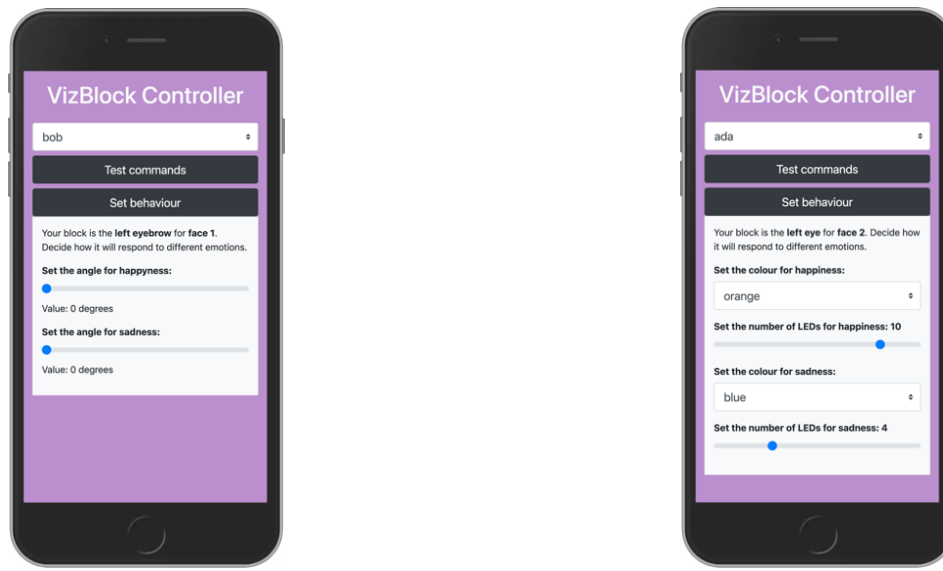 VizBlock Controller
bob
Test commands
Set behaviour
Your block is the left eyebrow for face 1.
Decide how it will respond to different emotions.
Set the angle for happyness:
Value: 0 degrees
Set the angle for sadness:
Value: 0 degrees
VizBlock Controller
ada
Test commands
Set behaviour
Your block is the left eye for face 2. Decide how
it will respond to different emotions.
Set the colour for happiness:
orange
Set the number of LEDs for happiness: 10
Set the colour for sadness:
blue
Set the number of LEDs for sadness: 4